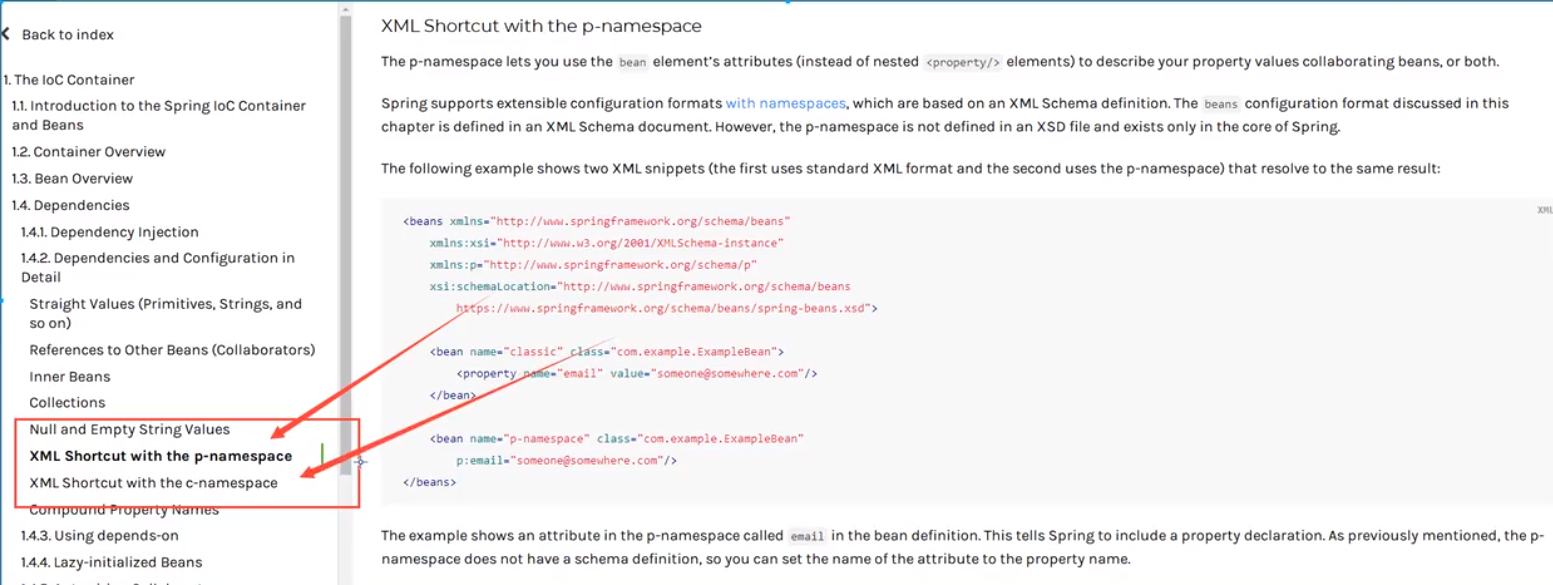 Back to index
1. The IoC Container
1.1. Introduction to the Spring IoC Container
and Beans
1.2. Container Overview
1.3. Bean Overview
1.4. Dependencies
1.4.1. Dependency Injection
1.4.2. Dependencies and Configuration in
Detail
Straight Values (Primitives, Strings, and
so on)
References to Other Beans (Collaborators)
Inner Beans
Collections
Null and Empty String Values
XML Shortcut with the p-namespace
XML Shortcut with the c-namespace
Compound Property Names
1.4.3. Using depends-on
1.4.4. Lazy-initialized Beans
XML Shortcut with the p-namespace
The p-namespace lets you use the bean element's attributes (instead of nested <property/> elements) to describe your property values collaborating beans, or both.
Spring supports extensible configuration formats with namespaces, which are based on an XML Schema definition. The beans configuration format discussed in this
chapter is defined in an XML Schema document. However, the p-namespace is not defined in an XSD file and exists only in the core of Spring.
The following example shows two XML snippets (the first uses standard XML format and the second uses the p-namespace) that resolve to the same result:
XML
<beans xmlns="http://www.springframework.org/schema/beans"
xmlns:xsi="http://www.w3.org/2001/XMLSchema-instance"
xmlns:p="http://www.springframework.org/schema/p"
xsi:schemaLocation="http://www.springframework.org/schema/beans
https://www.springframework.org/schema/beans/spring-beans.xsd">
<bean name="classic" class="com.example.ExampleBean">
<property name="email" value="someone@somewhere.com"/>
</bean>
<bean name="p-namespace" class="com.example.ExampleBean"
p:email="someone@somewhere.com"/>
</beans>
The example shows an attribute in the p-namespace called email in the bean definition. This tells Spring to include a property declaration. As previously mentioned, the p-
namespace does not have a schema definition, so you can set the name of the attribute to the property name.